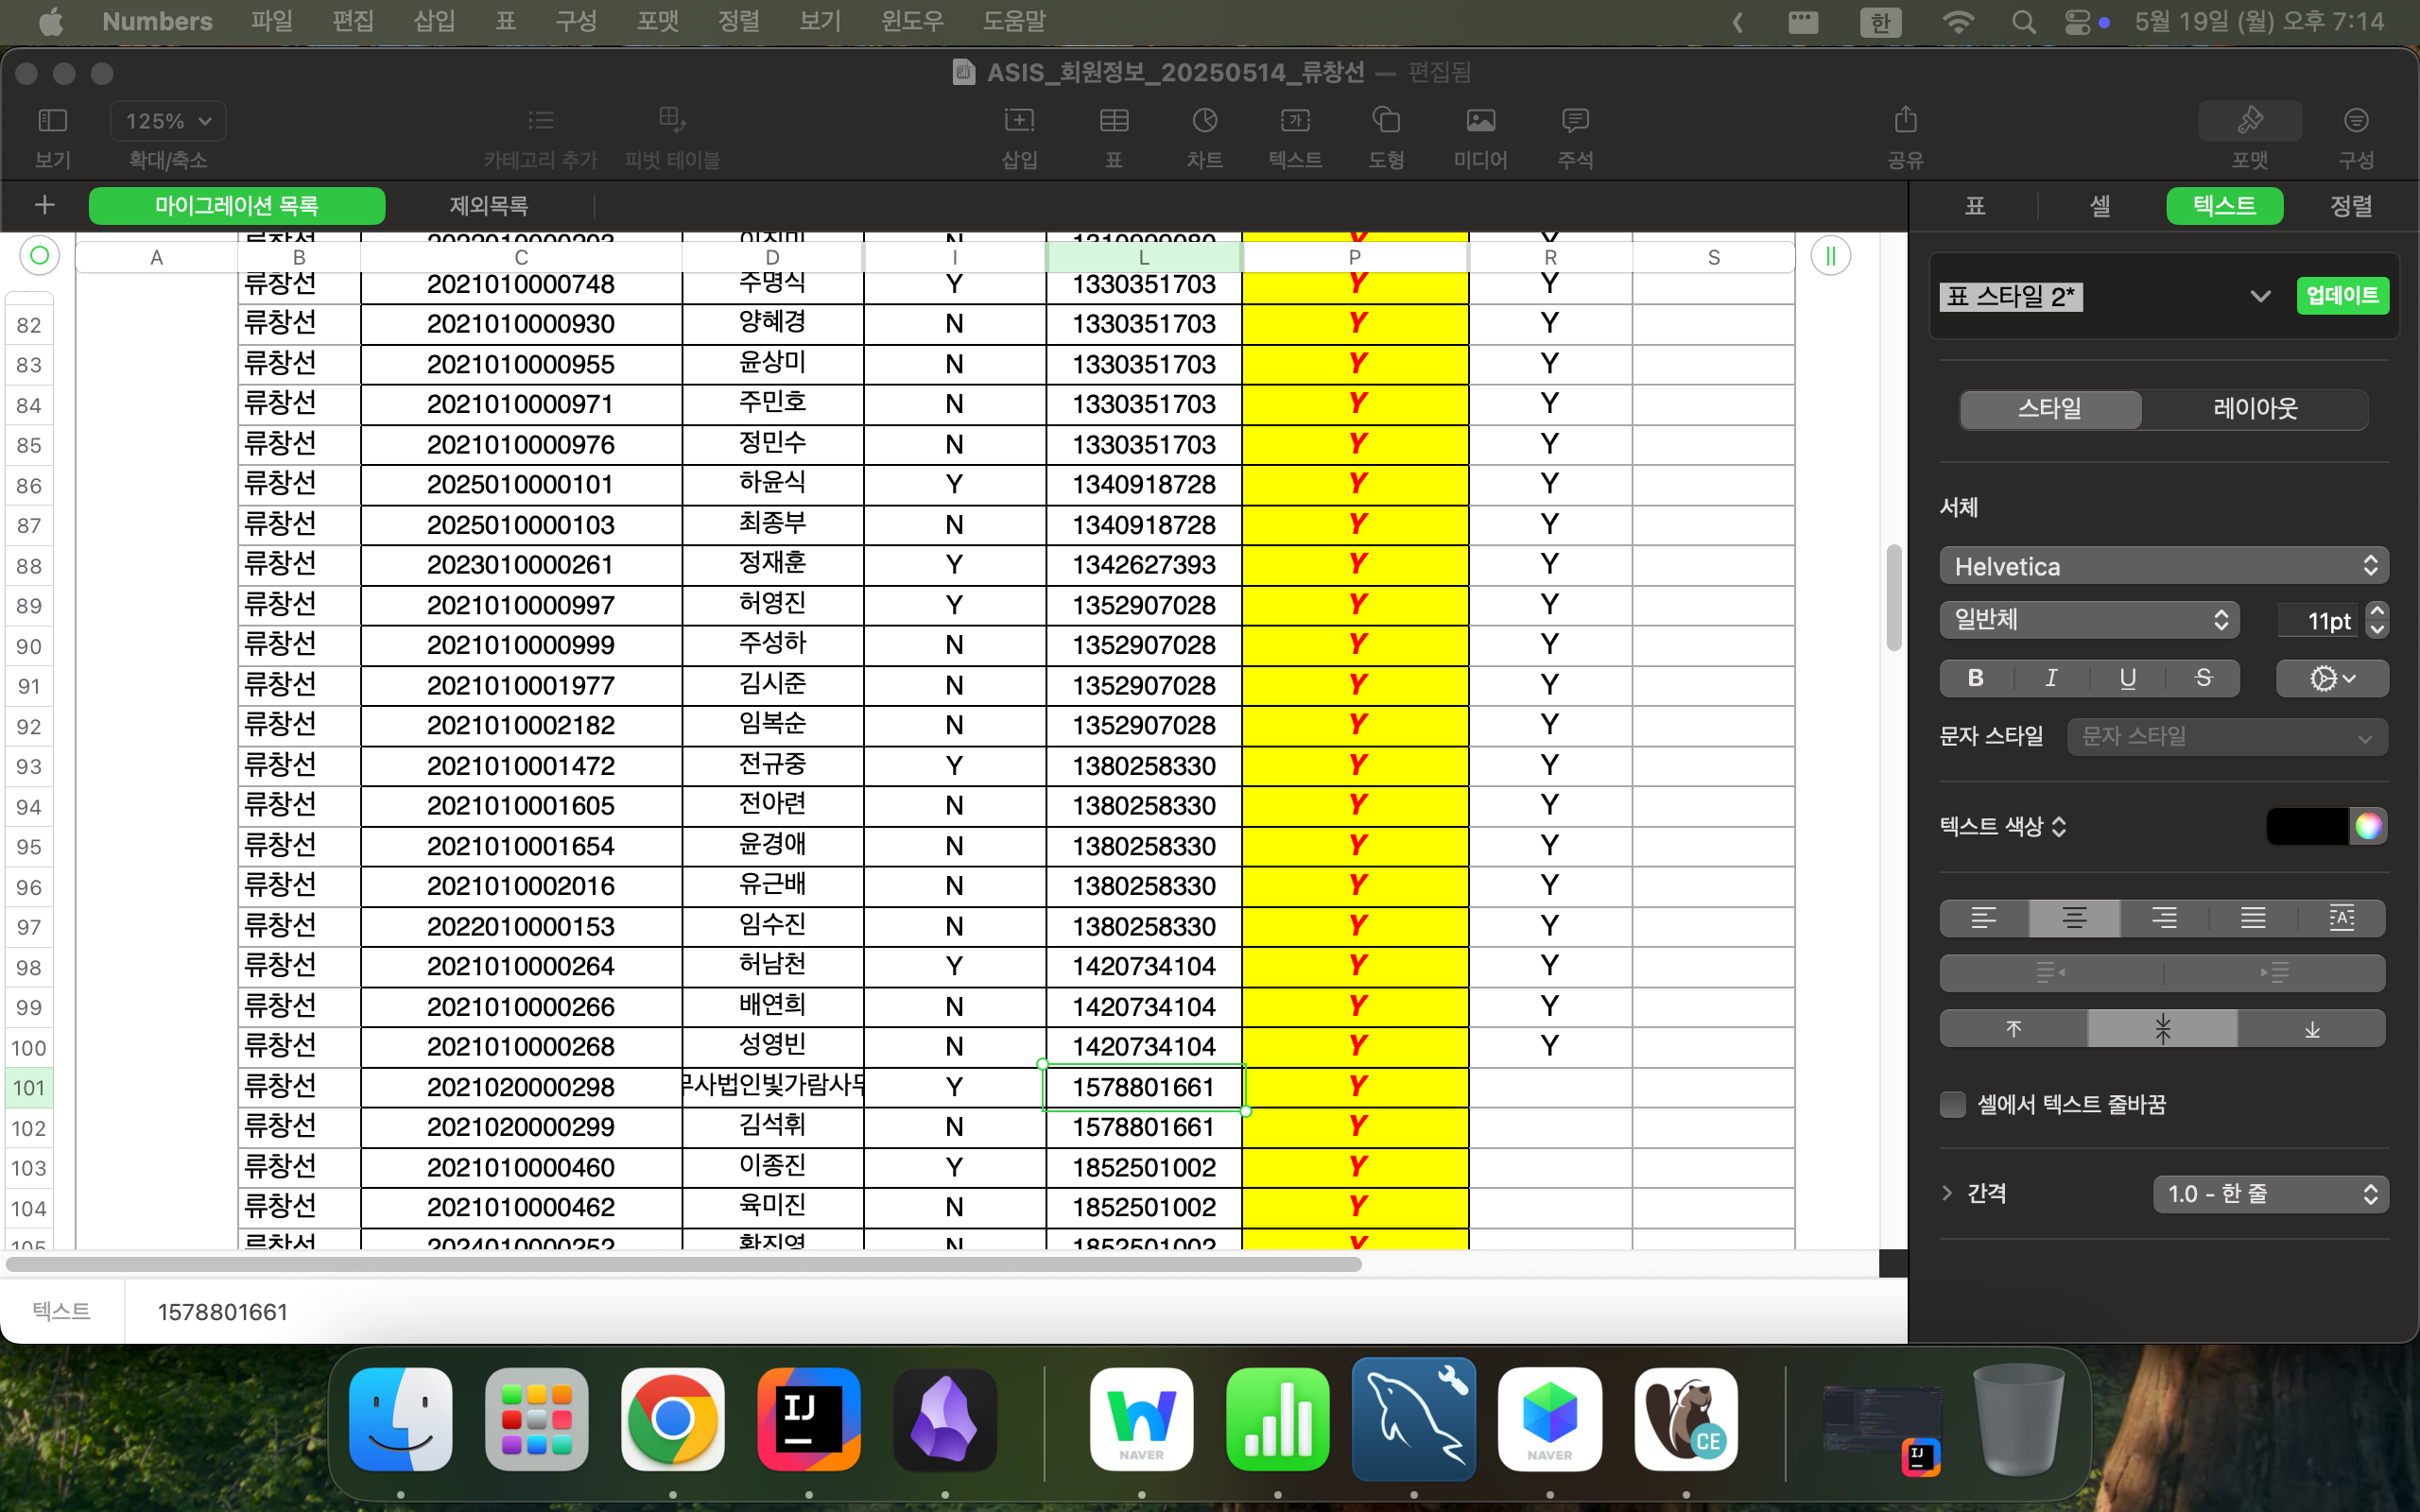 Numbers 파일 편집 삽입 표 구성 포맷 정렬 보기 윈도우 도움말 한 5월 19일 (월) 오후 7:14
ASIS_회원정보_20250514_류창선 — 편집됨
125%
보기 확대/축소 카테고리 추가 피벗 테이블 삽입 표 차트 텍스트 도형 미디어 주석 공유 포맷 구성
마이그레이션 목록 제외목록 표 셀 텍스트 정렬
A B C D I L P R S
류창선 2021010000748 주명식 Y 1330351703 Y Y
82 류창선 2021010000930 양혜경 N 1330351703 Y Y
83 류창선 2021010000955 윤상미 N 1330351703 Y Y
84 류창선 2021010000971 주민호 N 1330351703 Y Y
85 류창선 2021010000976 정민수 N 1330351703 Y Y
86 류창선 2025010000101 하윤식 Y 1340918728 Y Y
87 류창선 2025010000103 최종부 N 1340918728 Y Y
88 류창선 2023010000261 정재훈 Y 1342627393 Y Y
89 류창선 2021010000997 허영진 Y 1352907028 Y Y
90 류창선 2021010000999 주성하 N 1352907028 Y Y
91 류창선 2021010001977 김시준 N 1352907028 Y Y
92 류창선 2021010002182 임복순 N 1352907028 Y Y
93 류창선 2021010001472 전규중 Y 1380258330 Y Y
94 류창선 2021010001605 전아련 N 1380258330 Y Y
95 류창선 2021010001654 윤경애 N 1380258330 Y Y
96 류창선 2021010002016 유근배 N 1380258330 Y Y
97 류창선 2022010000153 임수진 N 1380258330 Y Y
98 류창선 2021010000264 허남천 Y 1420734104 Y Y
99 류창선 2021010000266 배연희 N 1420734104 Y Y
100 류창선 2021010000268 성영빈 N 1420734104 Y Y
101 류창선 2021020000298 무사법인빛가람사무 Y 1578801661 Y
102 류창선 2021020000299 김석휘 N 1578801661 Y
103 류창선 2021010000460 이종진 Y 1852501002 Y
104 류창선 2021010000462 육미진 N 1852501002 Y
105 류창선 2024010000252 황진영 N 1852501002 Y
텍스트 1578801661
표 스타일 2* 업데이트
스타일 레이아웃
서체
Helvetica
일반체 11pt
B I U S
문자 스타일 문자 스타일
텍스트 색상
셀에서 텍스트 줄바꿈
간격 1.0 - 한 줄
IJ NAVER NAVER CE IJ